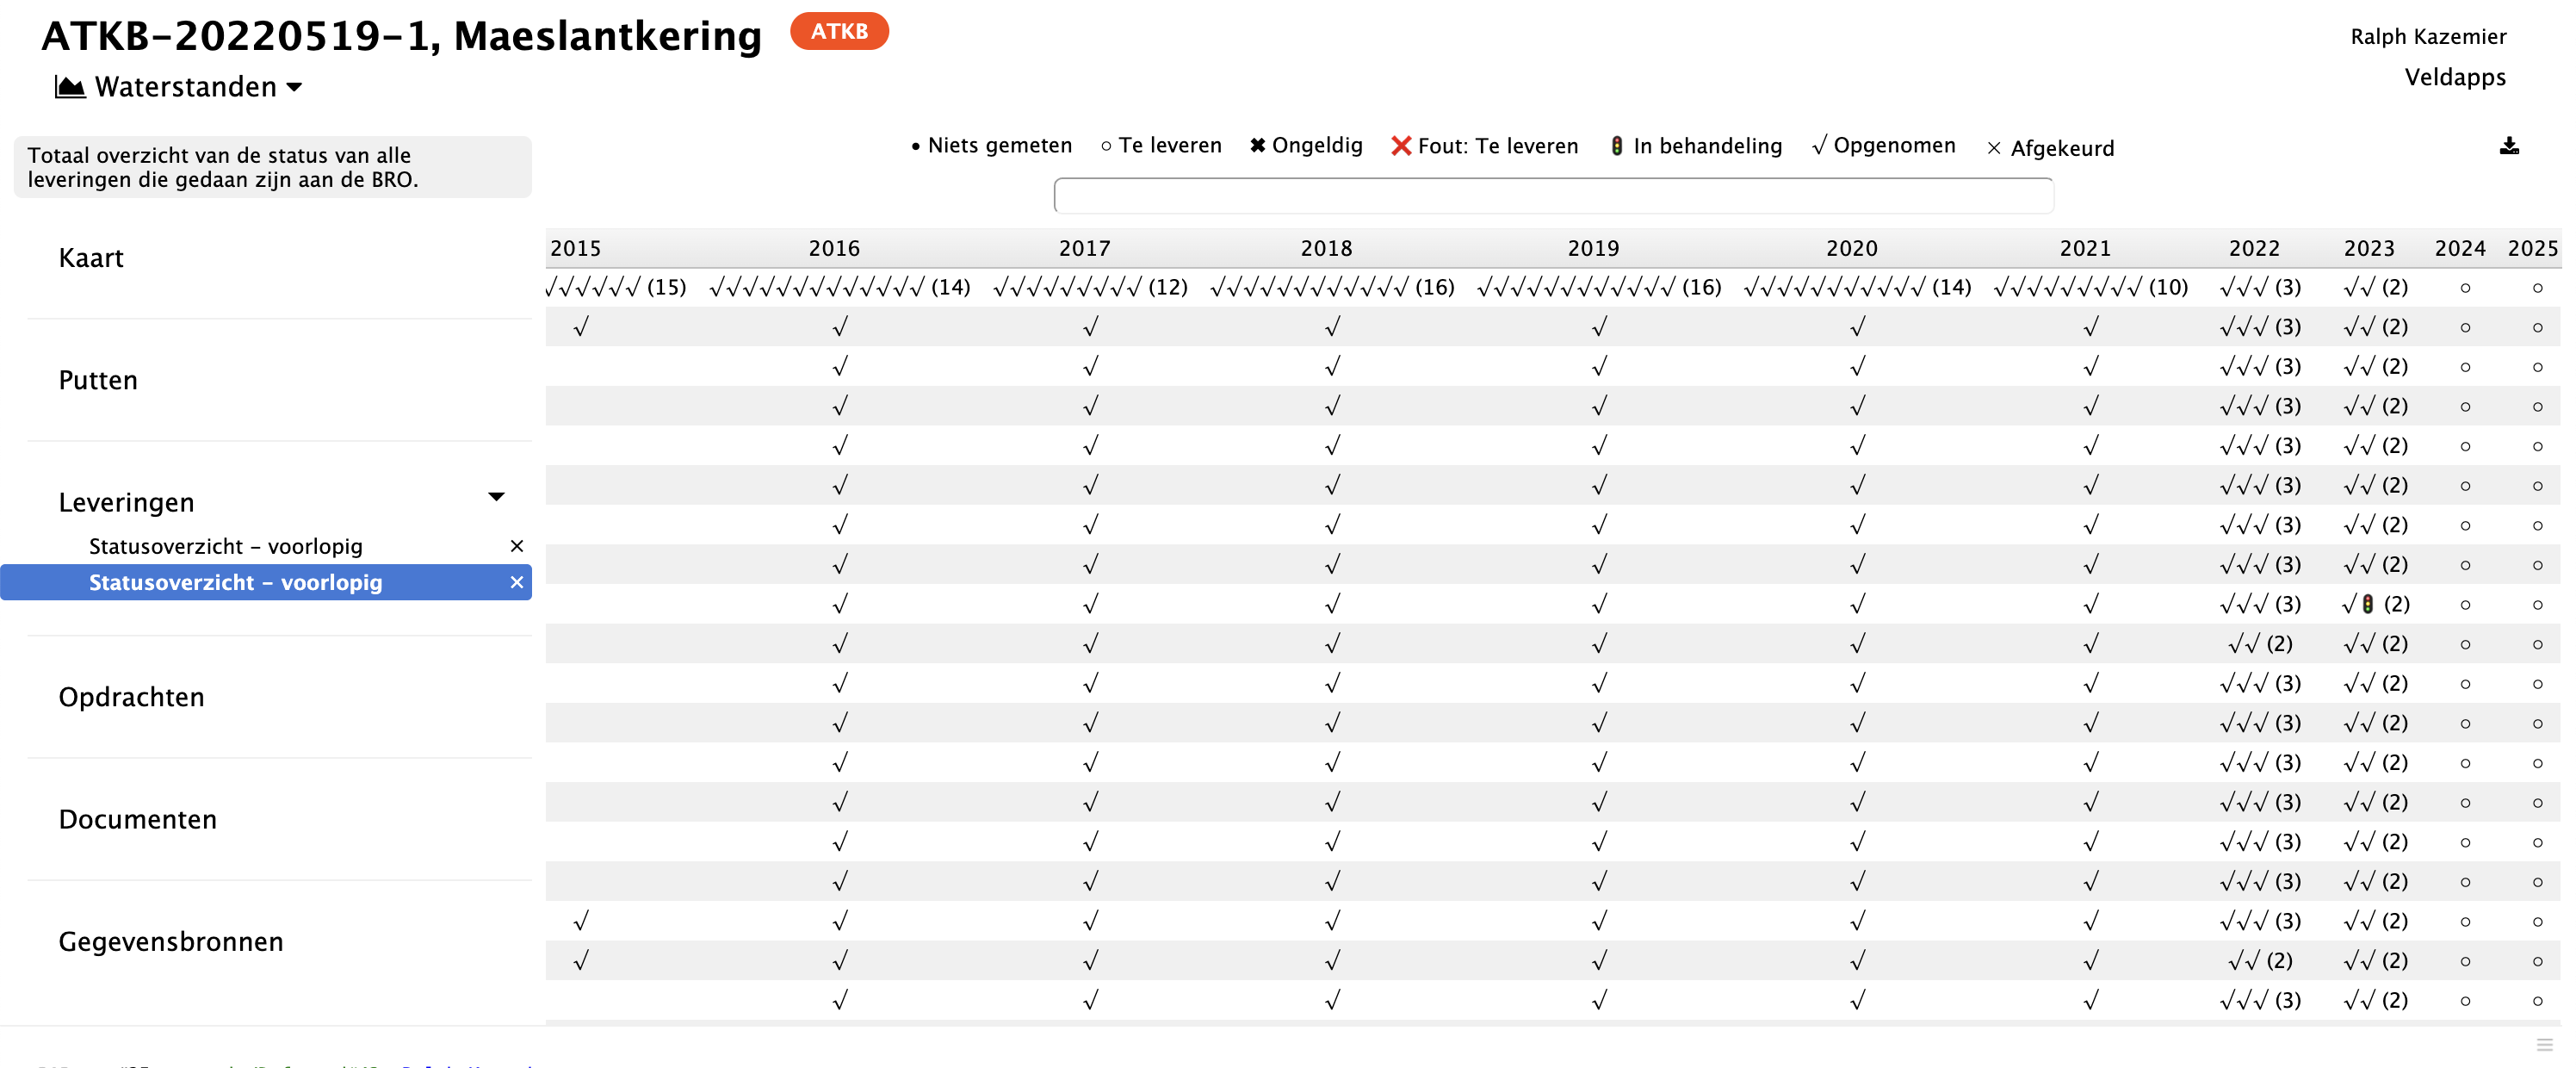 ATKB-20220519-1, Maeslantkering ATKB
Ralph Kazemier
Waterstanden
Veldapps
Totaal overzicht van de status van alle
leveringen die gedaan zijn aan de BRO.
Kaart
Putten
Leveringen
Statusoverzicht – voorlopig ×
Statusoverzicht – voorlopig ×
Opdrachten
Documenten
Gegevensbronnen
• Niets gemeten ○ Te leveren ✖ Ongeldig ❌ Fout: Te leveren 🚦 In behandeling √ Opgenomen × Afgekeurd
2015 2016 2017 2018 2019 2020 2021 2022 2023 2024 2025
√√√√√√ (15) √√√√√√√√√√√√√ (14) √√√√√√√√√ (12) √√√√√√√√√√√√ (16) √√√√√√√√√√√√ (16) √√√√√√√√√√√ (14) √√√√√√√√√ (10) √√√ (3) √√ (2) ○ ○
√ √ √ √ √ √ √ √√√ (3) √√ (2) ○ ○
√ √ √ √ √ √ √√√ (3) √√ (2) ○ ○
√ √ √ √ √ √ √√√ (3) √√ (2) ○ ○
√ √ √ √ √ √ √√√ (3) √√ (2) ○ ○
√ √ √ √ √ √ √√√ (3) √√ (2) ○ ○
√ √ √ √ √ √ √√√ (3) √√ (2) ○ ○
√ √ √ √ √ √ √√√ (3) √√ (2) ○ ○
√ √ √ √ √ √ √√√ (3) √🚦 (2) ○ ○
√ √ √ √ √ √ √√ (2) √√ (2) ○ ○
√ √ √ √ √ √ √√√ (3) √√ (2) ○ ○
√ √ √ √ √ √ √√√ (3) √√ (2) ○ ○
√ √ √ √ √ √ √√√ (3) √√ (2) ○ ○
√ √ √ √ √ √ √√√ (3) √√ (2) ○ ○
√ √ √ √ √ √ √√√ (3) √√ (2) ○ ○
√ √ √ √ √ √ √√√ (3) √√ (2) ○ ○
√ √ √ √ √ √ √ √√√ (3) √√ (2) ○ ○
√ √ √ √ √ √ √ √√ (2) √√ (2) ○ ○
√ √ √ √ √ √ √√√ (3) √√ (2) ○ ○